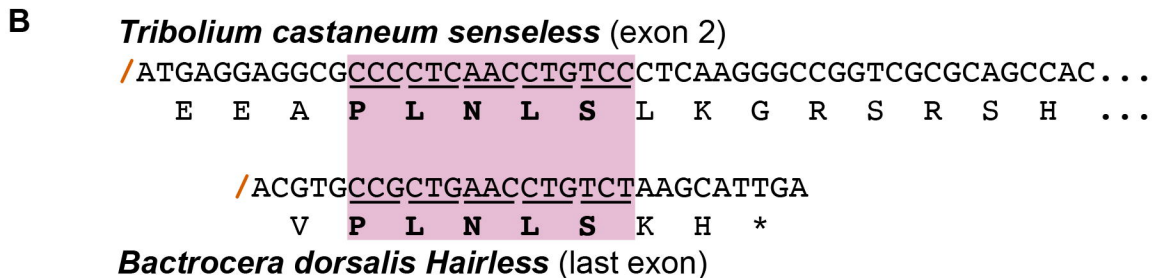 B
Tribolium castaneum senseless (exon 2)
/ATGAGGAGGCGCCCCTCAACCTGTCCCTCAAGGGCCGGTCGCGCAGCCAC...
E E A P L N L S L K G R S R S H ...
/ACGTGCCGCTGAACCTGTCTAAGCATTGA
V P L N L S K H *
Bactrocera dorsalis Hairless (last exon)